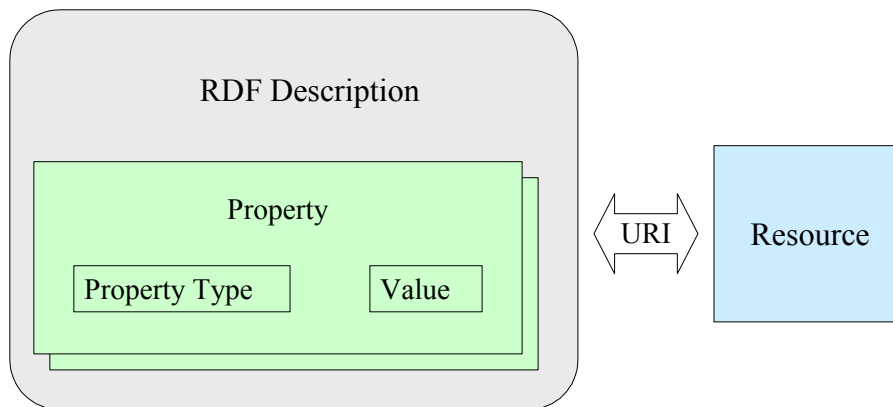 RDF Description
Property
Property Type
Value
URI
Resource